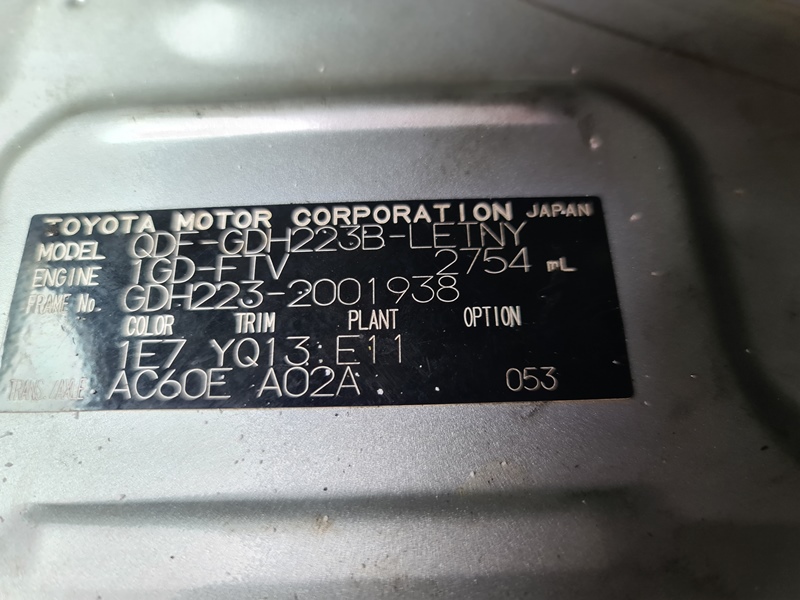 TOYOTA MOTOR CORPORATION JAPAN
MODEL QDF-GDH223B-LETNY
ENGINE 1GD-FTV 2754 mL
FRAME No. GDH223-2001938
COLOR TRIM PLANT OPTION
1E7 YQ13 E11
TRANS./AXLE AC60E A02A 053